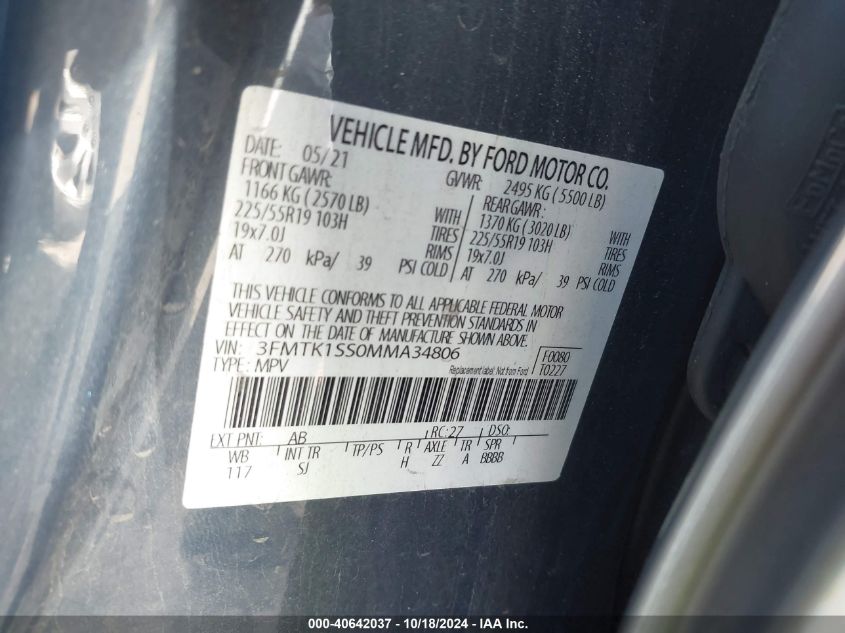 VEHICLE MFD. BY FORD MOTOR CO.
DATE: 05/21 GVWR: 2495 KG (5500 LB)
FRONT GAWR: REAR GAWR:
1166 KG (2570 LB) WITH 1370 KG (3020 LB) WITH
225/55R19 103H TIRES 225/55R19 103H TIRES
19x7.0J RIMS 19x7.0J RIMS
AT 270 kPa/ 39 PSI COLD AT 270 kPa/ 39 PSI COLD
THIS VEHICLE CONFORMS TO ALL APPLICABLE FEDERAL MOTOR
VEHICLE SAFETY AND THEFT PREVENTION STANDARDS IN
EFFECT ON THE DATE OF MANUFACTURE SHOWN ABOVE.
VIN: 3FMTK1SS0MMA34806 F0080
TYPE: MPV Replacement label Not from Ford T0227
EXT PNT: AB RC: 27 DSO:
WB INT TR TP/PS R AXLE TR SPR
117 SJ H ZZ A BBBB
000-40642037 - 10/18/2024 - IAA Inc.